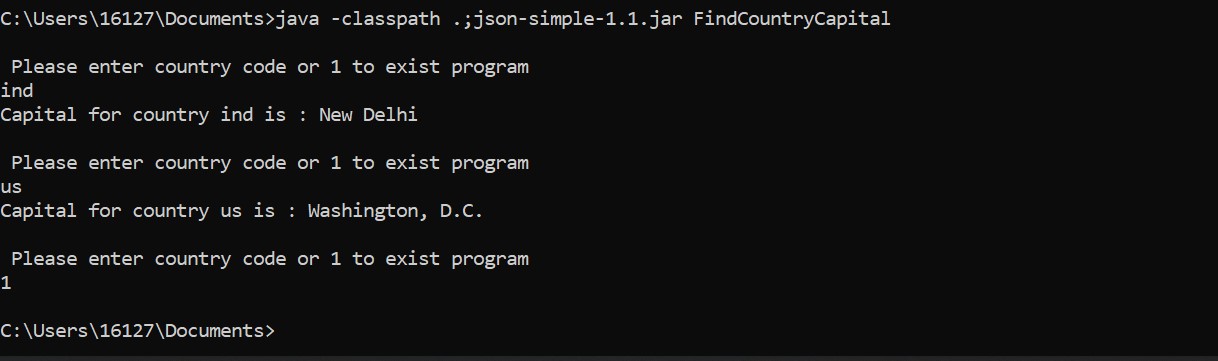 C:\Users\16127\Documents>java -classpath .;json-simple-1.1.jar FindCountryCapital
Please enter country code or 1 to exist program
ind
Capital for country ind is : New Delhi
Please enter country code or 1 to exist program
us
Capital for country us is : Washington, D.C.
Please enter country code or 1 to exist program
1
C:\Users\16127\Documents>